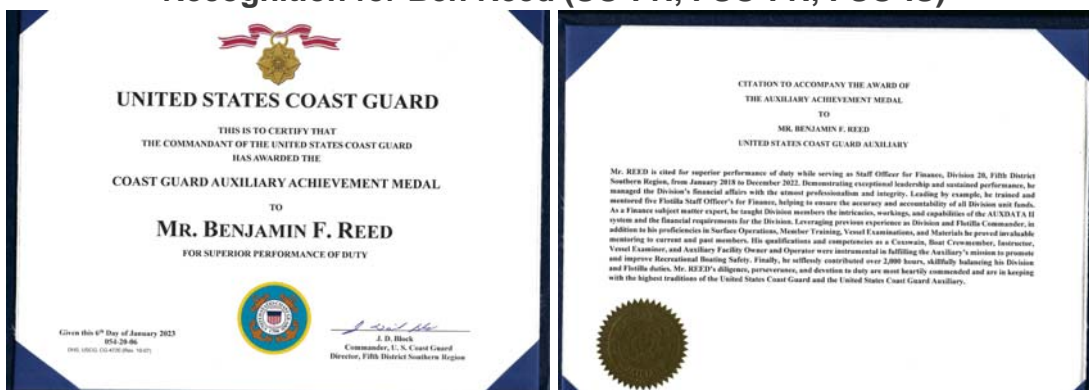 UNITED STATES COAST GUARD
THIS IS TO CERTIFY THAT
THE COMMANDANT OF THE UNITED STATES COAST GUARD
HAS AWARDED THE
COAST GUARD AUXILIARY ACHIEVEMENT MEDAL
TO
MR. BENJAMIN F. REED
FOR SUPERIOR PERFORMANCE OF DUTY
Given this 6th Day of January 2023
054-20-06
J. D. Block
Commander, U. S. Coast Guard
Director, Fifth District Southern Region
CITATION TO ACCOMPANY THE AWARD OF
THE AUXILIARY ACHIEVEMENT MEDAL
TO
MR. BENJAMIN F. REED
UNITED STATES COAST GUARD AUXILIARY
Mr. REED is cited for superior performance of duty while serving as Staff Officer for Finance, Division 20, Fifth District
Southern Region, from January 2018 to December 2022. Demonstrating exceptional leadership and sustained performance, he
managed the Division's financial affairs with the utmost professionalism and integrity. Leading by example, he trained and
mentored five Flotilla Staff Officer's for Finance, helping to ensure the accuracy and accountability of all Division unit funds.
As a Finance subject matter expert, he taught Division members the intricacies, workings, and capabilities of the AUXDATA II
system and the financial requirements for the Division. Leveraging previous experience as Division and Flotilla Commander, in
addition to his proficiencies in Surface Operations, Member Training, Vessel Examinations, and Materials he proved invaluable
mentoring to current and past members. His qualifications and competencies as a Coxswain, Boat Crewmember, Instructor,
Vessel Examiner, and Auxiliary Facility Owner and Operator were instrumental in fulfilling the Auxiliary's mission to promote
and improve Recreational Boating Safety. Finally, he selflessly contributed over 2,000 hours, skillfully balancing his Division
and Flotilla duties. Mr. REED's diligence, perseverance, and devotion to duty are most heartily commended and are in keeping
with the highest traditions of the United States Coast Guard and the United States Coast Guard Auxiliary.